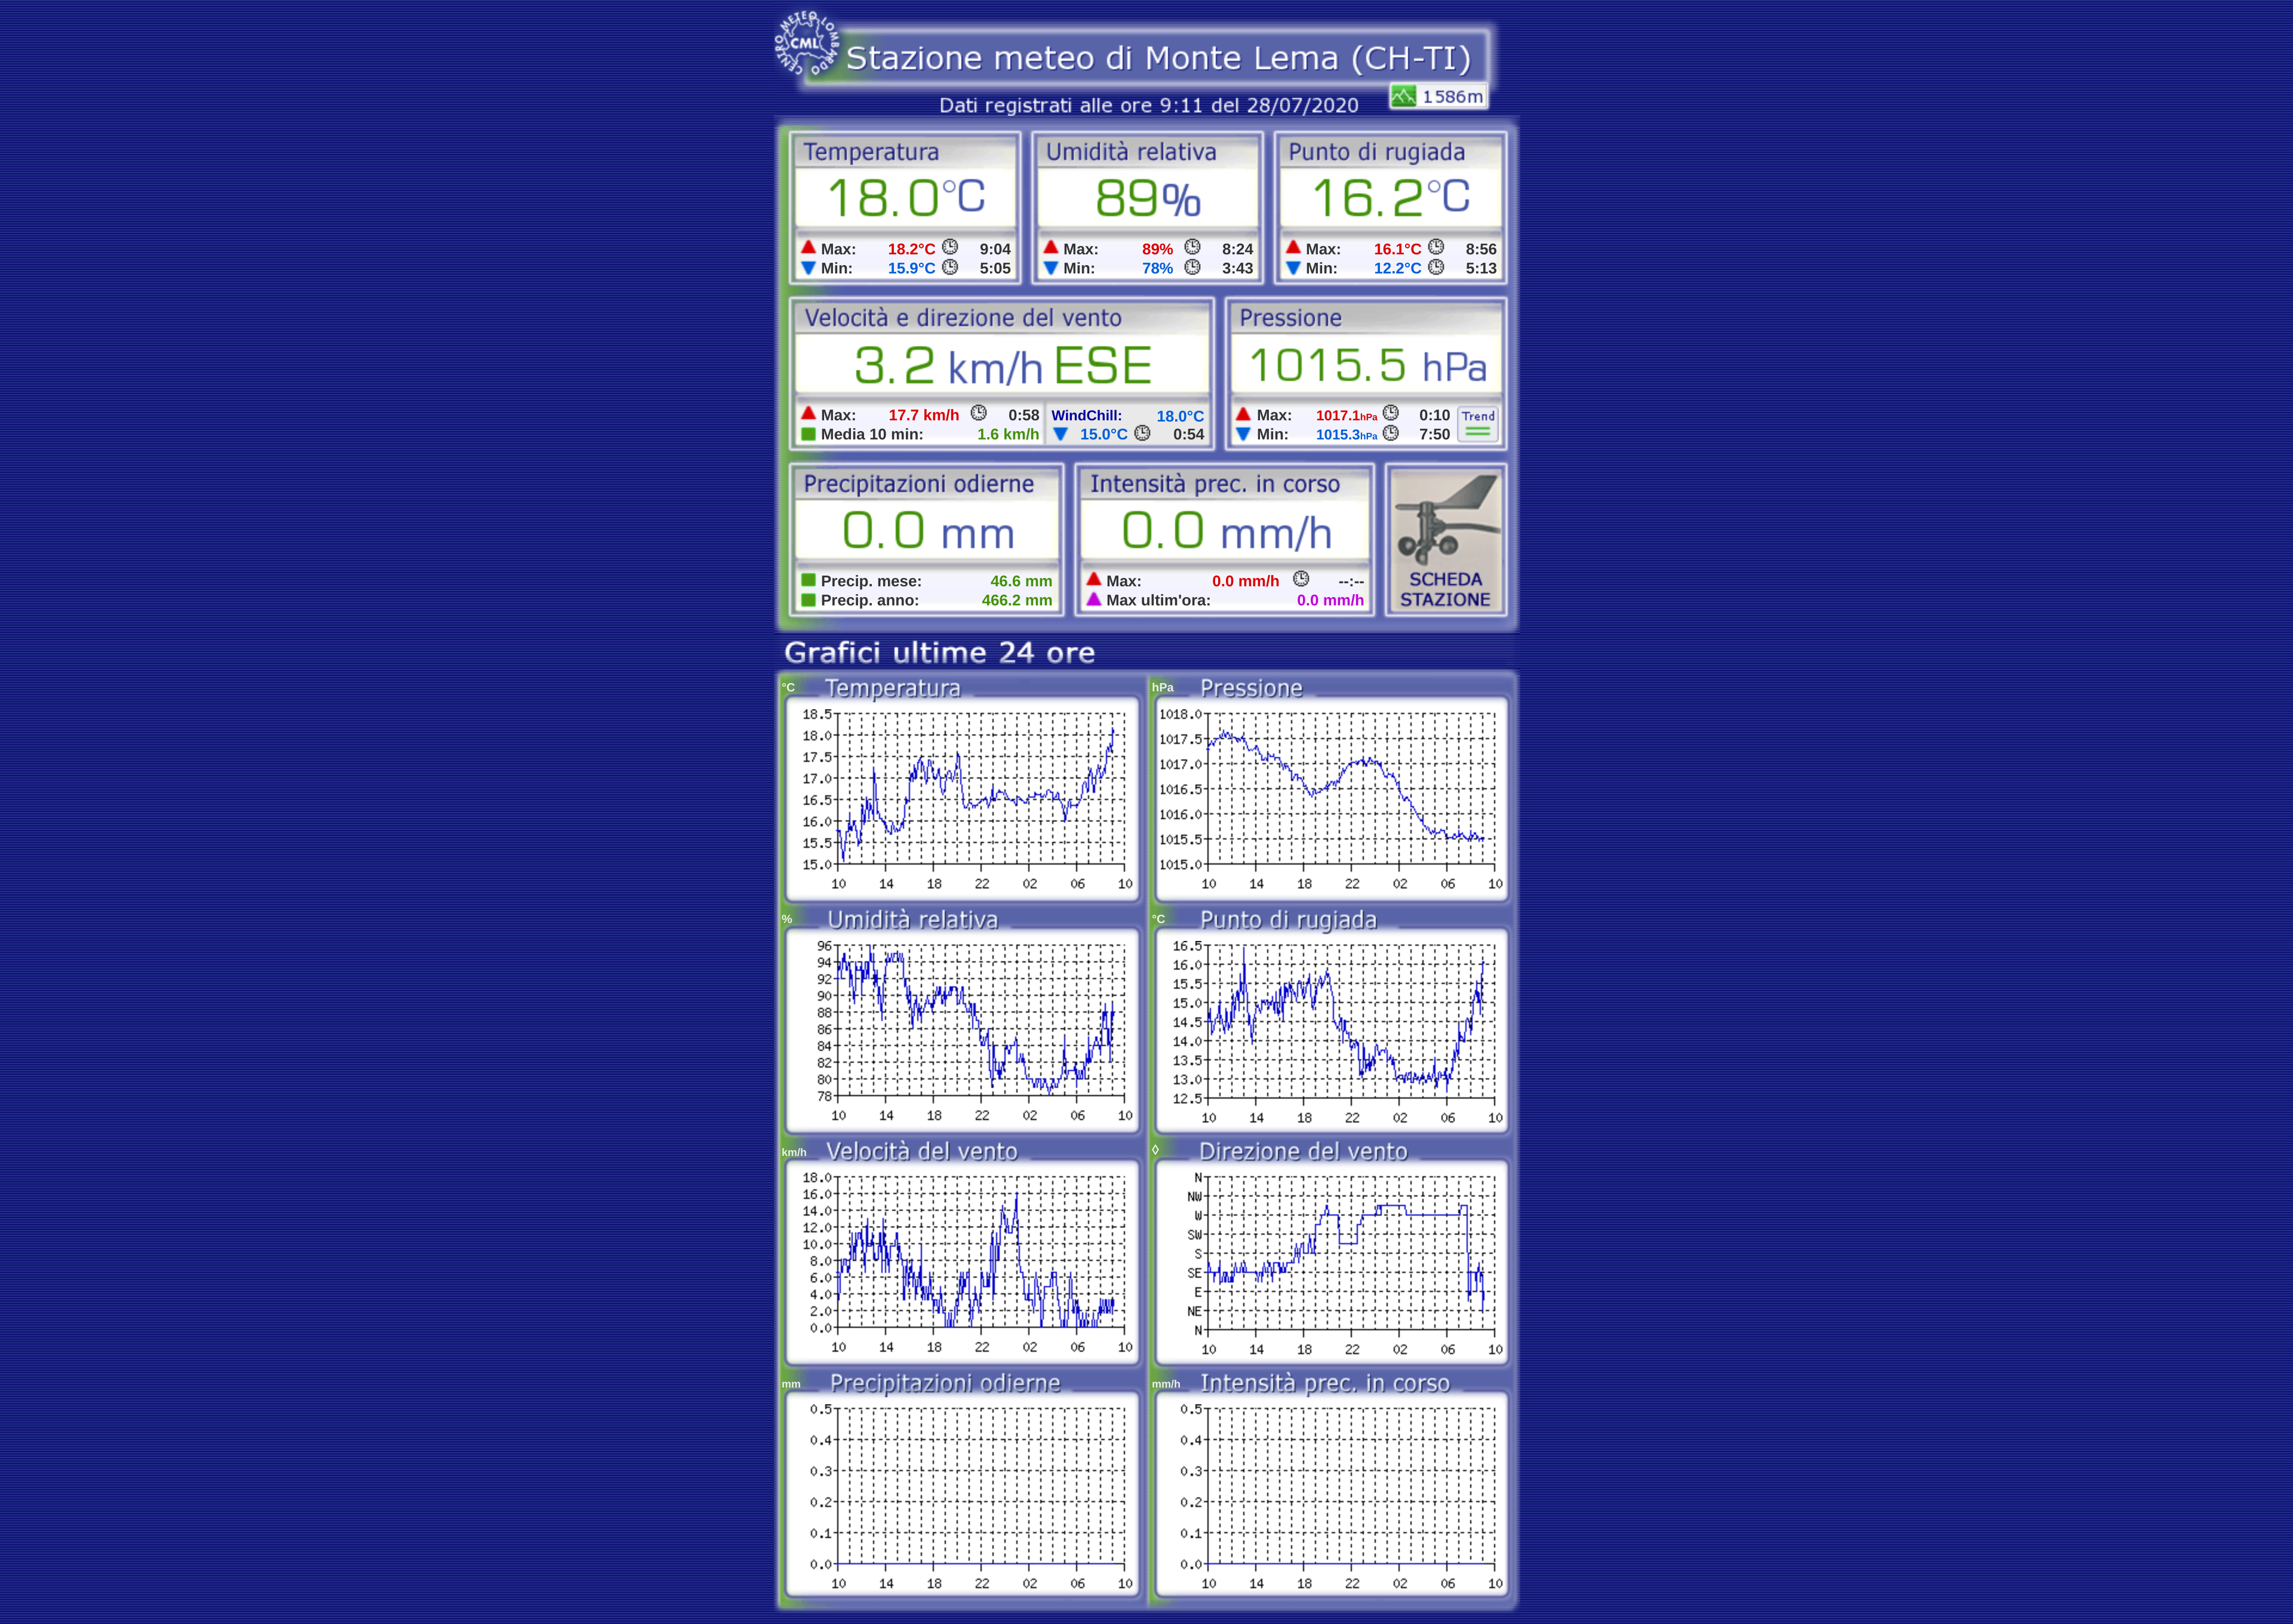 CENTRO METEO LOMBARDO
CML
Stazione meteo di Monte Lema (CH-TI)
Dati registrati alle ore 9:11 del 28/07/2020
1586m
Temperatura
18.0°C
Max: 18.2°C 9:04
Min: 15.9°C 5:05
Umidità relativa
89%
Max: 89% 8:24
Min: 78% 3:43
Punto di rugiada
16.2°C
Max: 16.1°C 8:56
Min: 12.2°C 5:13
Velocità e direzione del vento
3.2 km/h ESE
Max: 17.7 km/h 0:58
Media 10 min: 1.6 km/h
WindChill: 18.0°C
15.0°C 0:54
Pressione
1015.5 hPa
Max: 1017.1hPa 0:10
Min: 1015.3hPa 7:50
Trend
Precipitazioni odierne
0.0 mm
Precip. mese: 46.6 mm
Precip. anno: 466.2 mm
Intensità prec. in corso
0.0 mm/h
Max: 0.0 mm/h --:--
Max ultim'ora: 0.0 mm/h
SCHEDA
STAZIONE
Grafici ultime 24 ore
°C Temperatura
18.5
18.0
17.5
17.0
16.5
16.0
15.5
15.0
10 14 18 22 02 06 10
hPa Pressione
1018.0
1017.5
1017.0
1016.5
1016.0
1015.5
1015.0
10 14 18 22 02 06 10
% Umidità relativa
96
94
92
90
88
86
84
82
80
78
10 14 18 22 02 06 10
°C Punto di rugiada
16.5
16.0
15.5
15.0
14.5
14.0
13.5
13.0
12.5
10 14 18 22 02 06 10
km/h Velocità del vento
18.0
16.0
14.0
12.0
10.0
8.0
6.0
4.0
2.0
0.0
10 14 18 22 02 06 10
◊ Direzione del vento
N
NW
W
SW
S
SE
E
NE
N
10 14 18 22 02 06 10
mm Precipitazioni odierne
0.5
0.4
0.3
0.2
0.1
0.0
10 14 18 22 02 06 10
mm/h Intensità prec. in corso
0.5
0.4
0.3
0.2
0.1
0.0
10 14 18 22 02 06 10